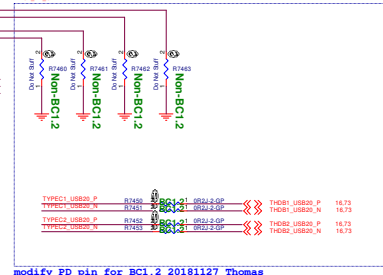 2 2 2 2
Do Not Stuff R7460 Do Not Stuff R7461 Do Not Stuff R7462 Do Not Stuff R7463
Non-BC1.2 Non-BC1.2 Non-BC1.2 Non-BC1.2
TYPEC1_USB20_P R7450 1 0R2J-2-GP THDB1_USB20_P 16,73
TYPEC1_USB20_N R7451 BC1.2 1 0R2J-2-GP THDB1_USB20_N 16,73
TYPEC2_USB20_P R7452 1 0R2J-2-GP THDB2_USB20_P 16,73
TYPEC2_USB20_N R7453 BC1.2 1 0R2J-2-GP THDB2_USB20_N 16,73
modify PD pin for BC1.2 20181127 Thomas